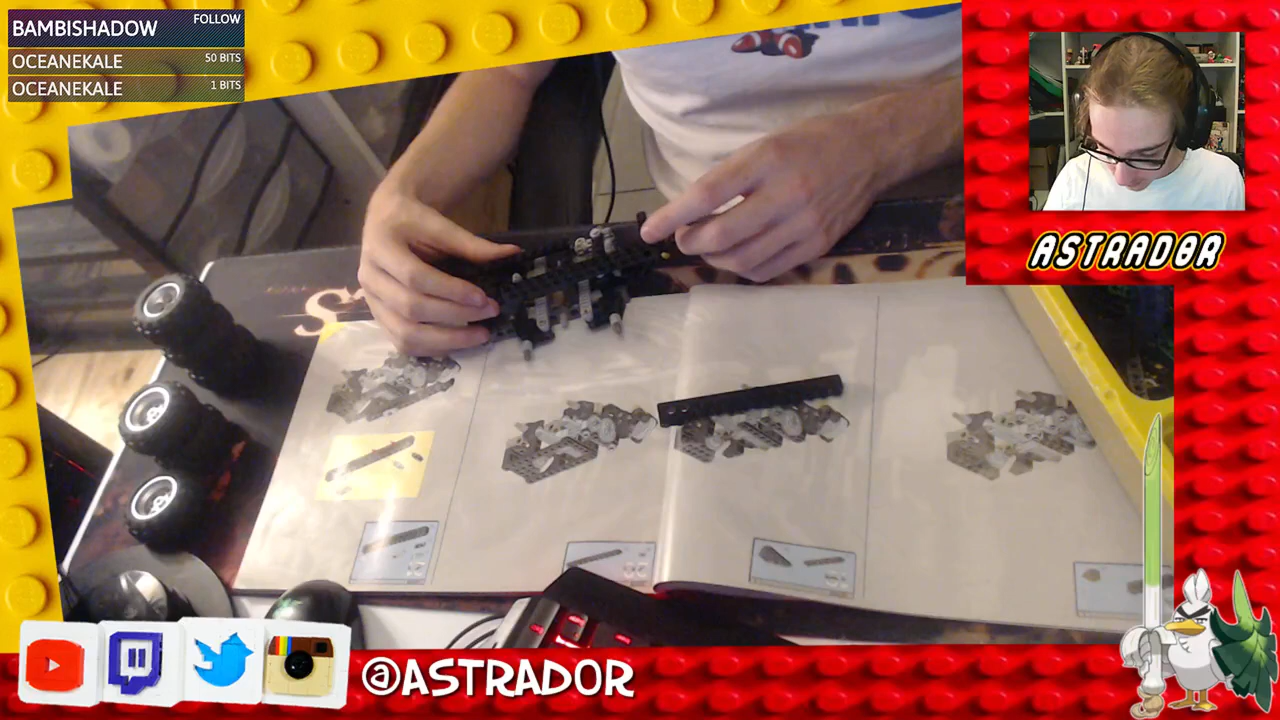 BAMBISHADOW FOLLOW
OCEANEKALE 50 BITS
OCEANEKALE 1 BITS
ASTRADOR
@ASTRADOR